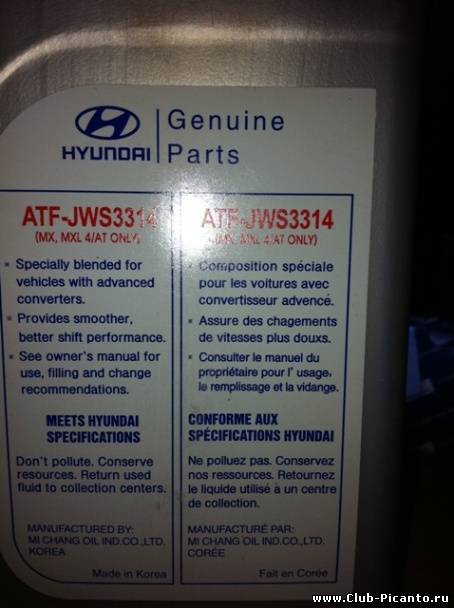 HYUNDAI
Genuine
Parts
ATF-JWS3314
(MX, MXL 4/AT ONLY)
Specially blended for
vehicles with advanced
converters.
Provides smoother,
better shift performance.
See owner's manual for
use, filling and change
recommendations.
MEETS HYUNDAI
SPECIFICATIONS
Don't pollute. Conserve
resources. Return used
fluid to collection centers.
MANUFACTURED BY:
MI CHANG OIL IND.CO.,LTD.
KOREA
Made in Korea
ATF-JWS3314
(MX, MXL 4/AT ONLY)
Composition spéciale
pour les voitures avec
convertisseur advencé.
Assure des chagements
de vitesses plus douxs.
Consulter le manuel du
propriétaire pour l' usage,
le remplissage et la vidange.
CONFORME AUX
SPÉCIFICATIONS HYUNDAI
Ne polluez pas. Conservez
nos ressources. Retournez
le liquide utilisé à un centre
de collection.
MANUFACTURÉ PAR:
MI CHANG OIL IND.CO.,LTD.
CORÉE
Fait en Corée
www.Club-Picanto.ru